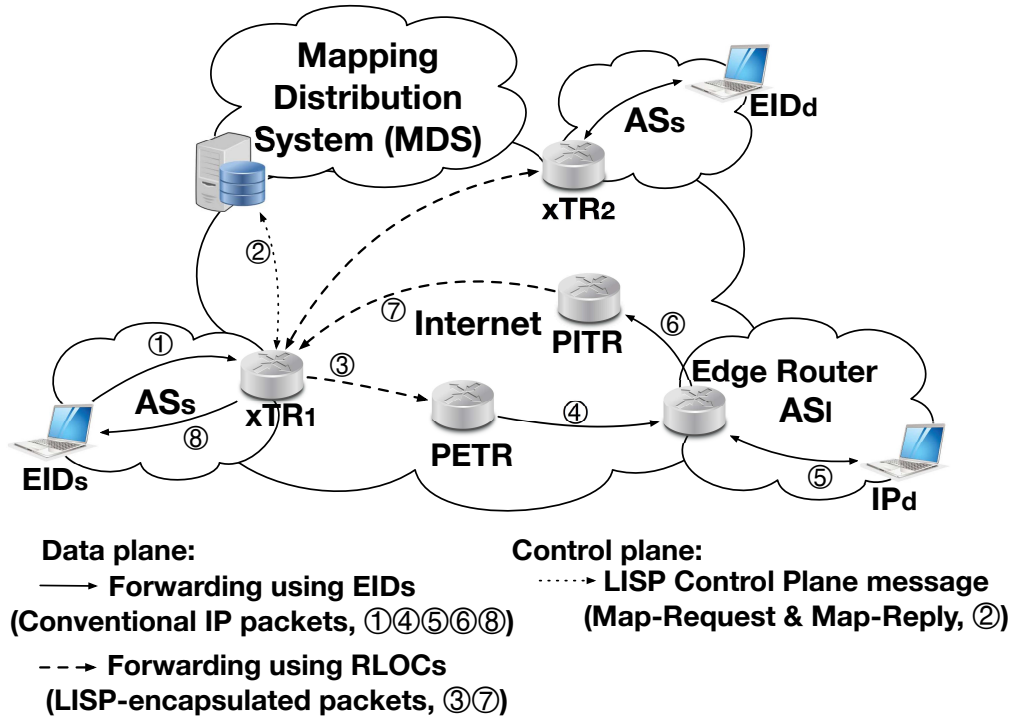 Mapping
Distribution
System (MDS)
ASs
EIDd
xTR2
②
⑦
Internet
PITR
⑥
①
③
Edge Router
ASs
xTR1
ASl
④
⑧
PETR
⑤
EIDs
IPd
Data plane:
Forwarding using EIDs
(Conventional IP packets, ①④⑤⑥⑧)
Forwarding using RLOCs
(LISP-encapsulated packets, ③⑦)
Control plane:
LISP Control Plane message
(Map-Request & Map-Reply, ②)